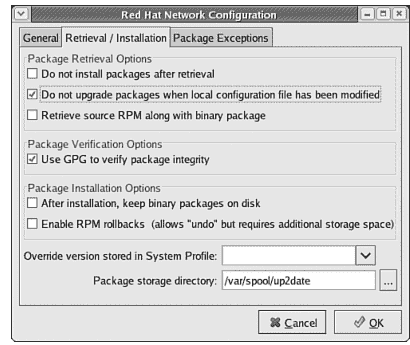 Red Hat Network Configuration
General Retrieval / Installation Package Exceptions
Package Retrieval Options
Do not install packages after retrieval
Do not upgrade packages when local configuration file has been modified
Retrieve source RPM along with binary package
Package Verification Options
Use GPG to verify package integrity
Package Installation Options
After installation, keep binary packages on disk
Enable RPM rollbacks (allows "undo" but requires additional storage space)
Override version stored in System Profile:
Package storage directory: /var/spool/up2date ...
Cancel OK